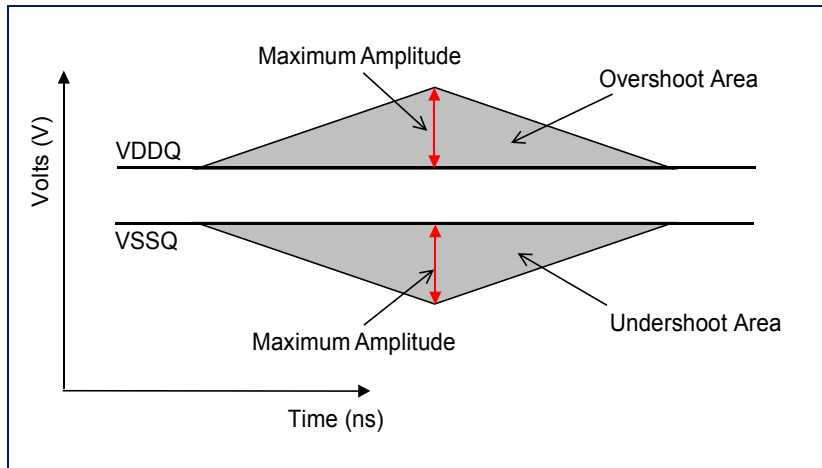 Maximum Amplitude
Overshoot Area
Volts (V)
VDDQ
VSSQ
Undershoot Area
Maximum Amplitude
Time (ns)